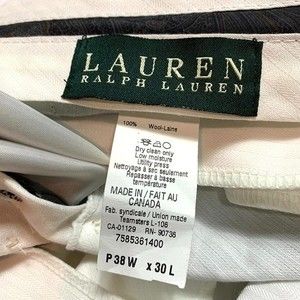 LAUREN
RALPH LAUREN
100% Wool-Laine
Dry clean only
Low moisture
Utility press
Nettoyage a sec seulement
Repasser à basse
température
MADE IN / FAIT AU
CANADA
Fab. syndicale / Union made
Teamsters L-106
CA-01129 RN-90736
7585361400
P 38 W x 30 L